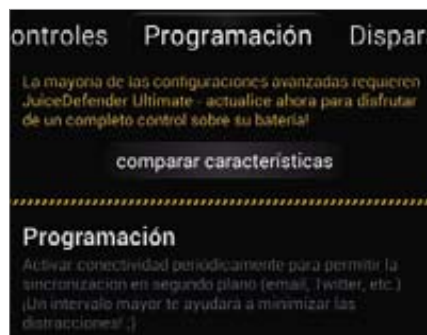 ontroles Programación Dispar
La mayoría de las configuraciones avanzadas requieren
JuiceDefender Ultimate - actualice ahora para disfrutar
de un completo control sobre su batería!
comparar características
Programación
Activar conectividad periódicamente para permitir la
sincronización en segundo plano (email, Twitter, etc.)
¡Un intervalo mayor te ayudará a minimizar las
distracciones! ;)